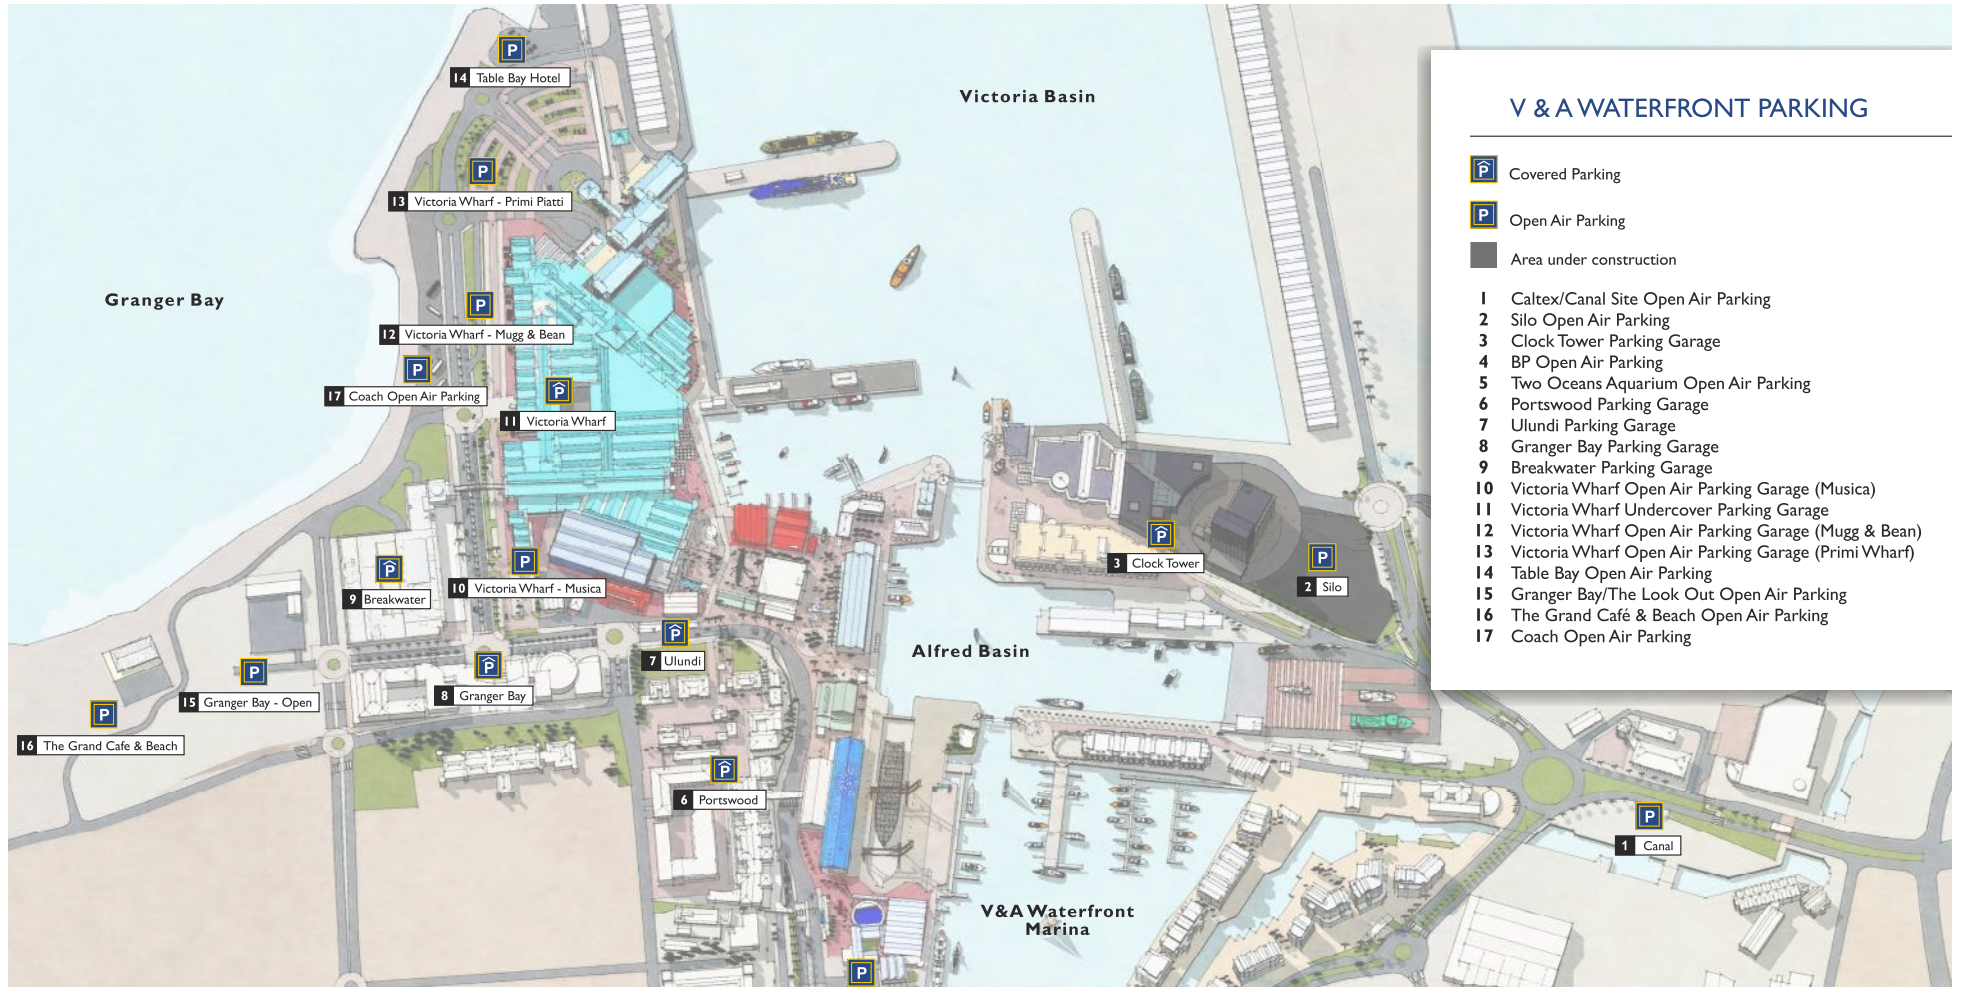 P
14 Table Bay Hotel
Victoria Basin
P
13 Victoria Wharf - Primi Piatti
Granger Bay
P
12 Victoria Wharf - Mugg & Bean
P
17 Coach Open Air Parking
P
11 Victoria Wharf
P
10 Victoria Wharf - Musica
P
9 Breakwater
P
3 Clock Tower
P
2 Silo
P
7 Ulundi
Alfred Basin
P
8 Granger Bay
P
15 Granger Bay - Open
P
16 The Grand Cafe & Beach
P
6 Portswood
P
1 Canal
V&A Waterfront
Marina
P
V & A WATERFRONT PARKING
P Covered Parking
P Open Air Parking
Area under construction
1 Caltex/Canal Site Open Air Parking
2 Silo Open Air Parking
3 Clock Tower Parking Garage
4 BP Open Air Parking
5 Two Oceans Aquarium Open Air Parking
6 Portswood Parking Garage
7 Ulundi Parking Garage
8 Granger Bay Parking Garage
9 Breakwater Parking Garage
10 Victoria Wharf Open Air Parking Garage (Musica)
11 Victoria Wharf Undercover Parking Garage
12 Victoria Wharf Open Air Parking Garage (Mugg & Bean)
13 Victoria Wharf Open Air Parking Garage (Primi Wharf)
14 Table Bay Open Air Parking
15 Granger Bay/The Look Out Open Air Parking
16 The Grand Café & Beach Open Air Parking
17 Coach Open Air Parking